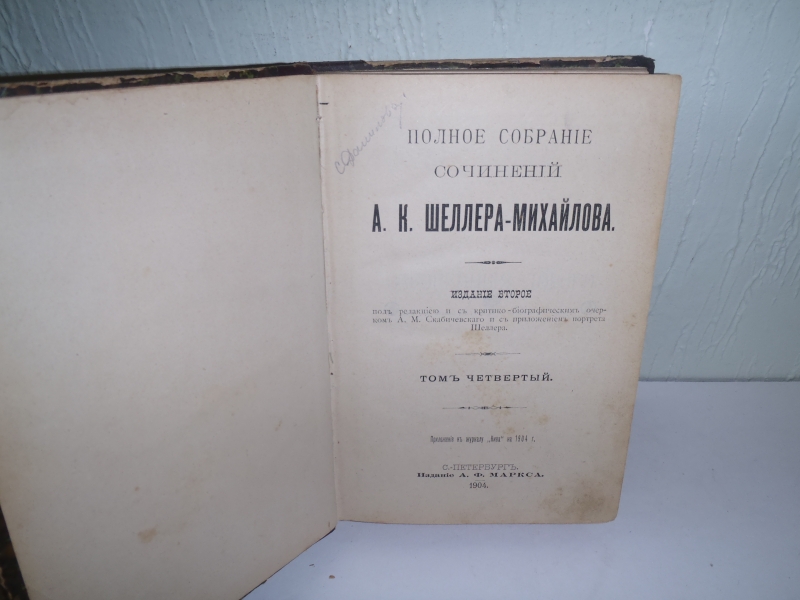 ПОЛНОЕ СОБРАНІЕ
СОЧИНЕНІЙ
А. К. ШЕЛЛЕРА-МИХАЙЛОВА.
ИЗДАНІЕ ВТОРОЕ
подъ редакціею и съ критико-біографическимъ очер-
комъ А. М. Скабичевскаго и съ приложеніемъ портрета
Шеллера.
ТОМЪ ЧЕТВЕРТЫЙ.
Приложеніе къ журналу „Нива“ на 1904 г.
С.-ПЕТЕРБУРГЪ.
Изданіе А. Ф. МАРКСА.
1904.